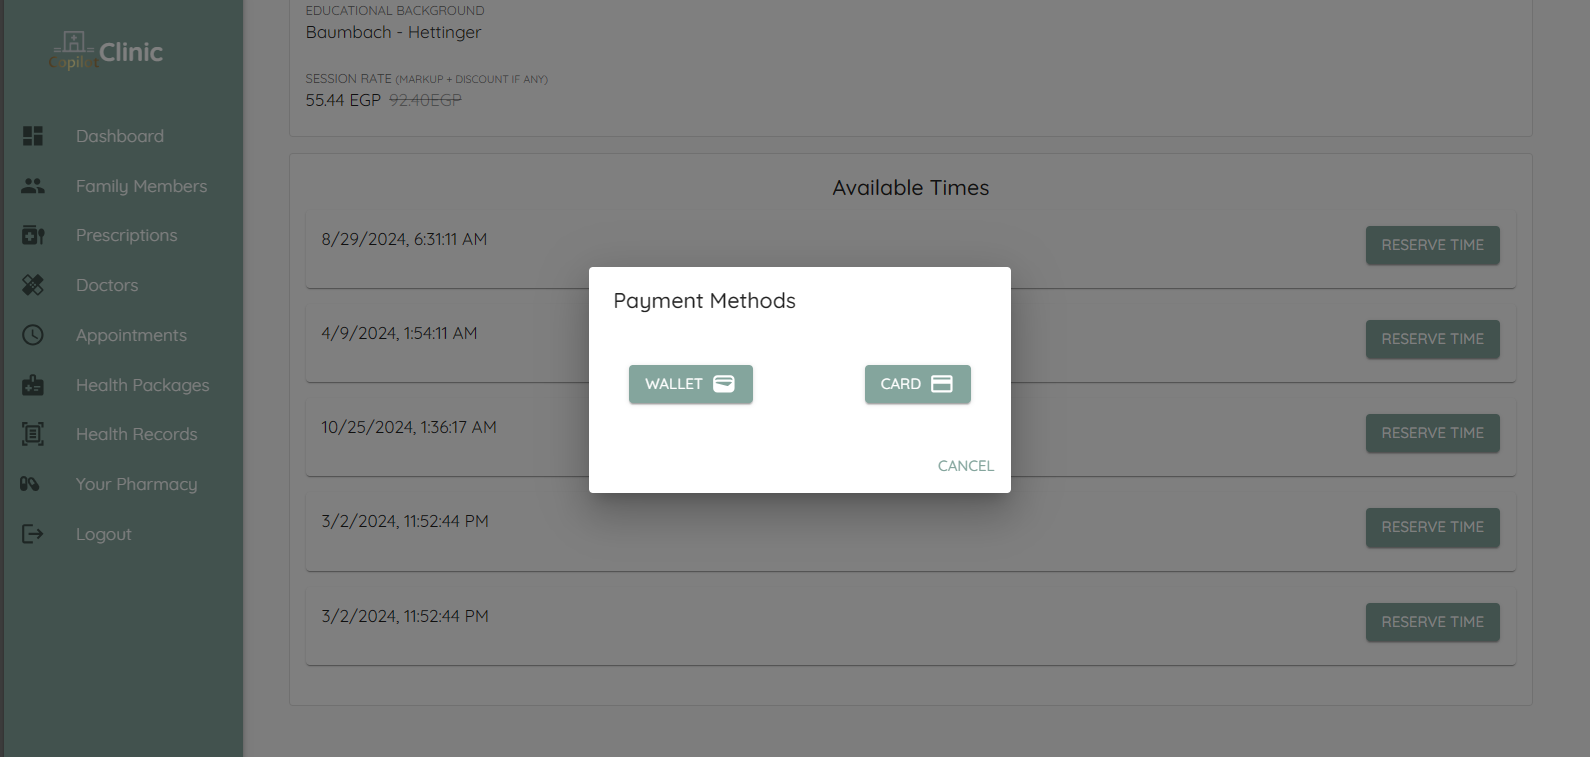 Copilot Clinic
Dashboard
Family Members
Prescriptions
Doctors
Appointments
Health Packages
Health Records
Your Pharmacy
Logout
EDUCATIONAL BACKGROUND
Baumbach - Hettinger
SESSION RATE (MARKUP + DISCOUNT IF ANY)
55.44 EGP 92.40EGP
Available Times
8/29/2024, 6:31:11 AM RESERVE TIME
4/9/2024, 1:54:11 AM RESERVE TIME
10/25/2024, 1:36:17 AM RESERVE TIME
3/2/2024, 11:52:44 PM RESERVE TIME
3/2/2024, 11:52:44 PM RESERVE TIME
Payment Methods
WALLET CARD
CANCEL